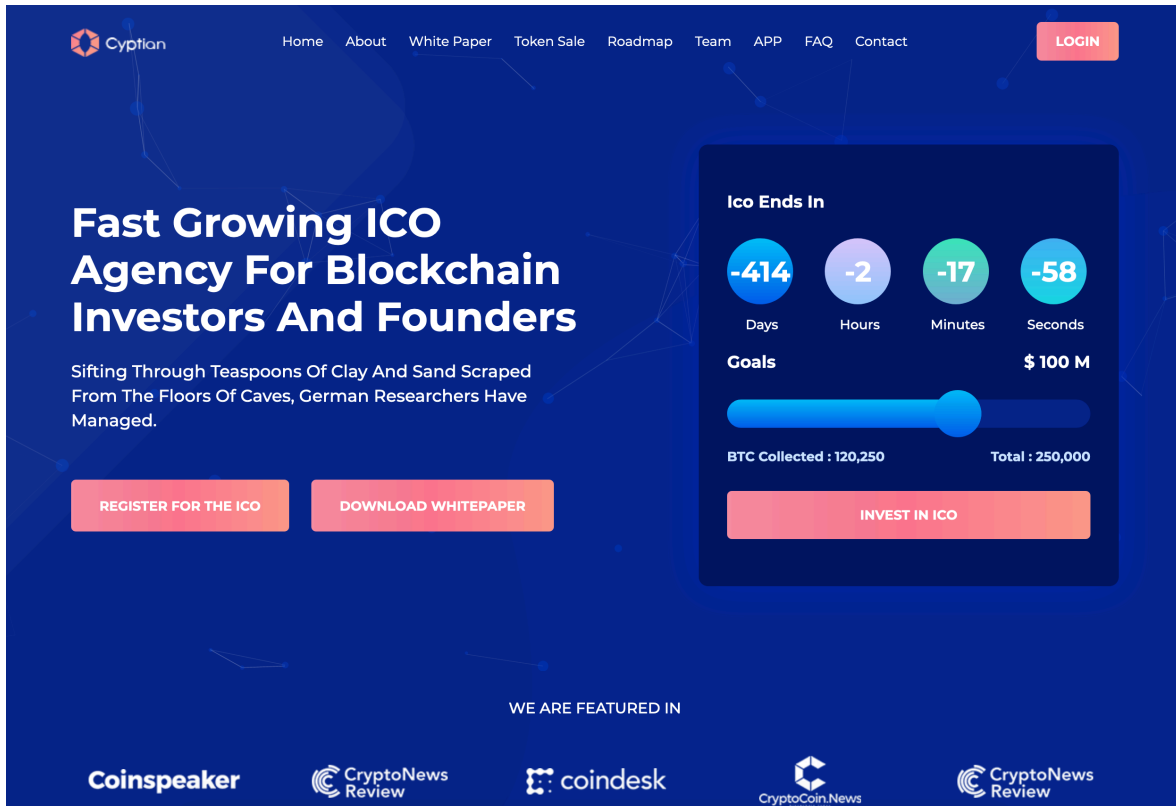 Cyptian
Home About White Paper Token Sale Roadmap Team APP FAQ Contact
LOGIN
Fast Growing ICO
Agency For Blockchain
Investors And Founders
Sifting Through Teaspoons Of Clay And Sand Scraped
From The Floors Of Caves, German Researchers Have
Managed.
REGISTER FOR THE ICO
DOWNLOAD WHITEPAPER
Ico Ends In
-414 -2 -17 -58
Days Hours Minutes Seconds
Goals $ 100 M
BTC Collected : 120,250 Total : 250,000
INVEST IN ICO
WE ARE FEATURED IN
Coinspeaker
CryptoNews
Review
coindesk
CryptoCoin.News
CryptoNews
Review